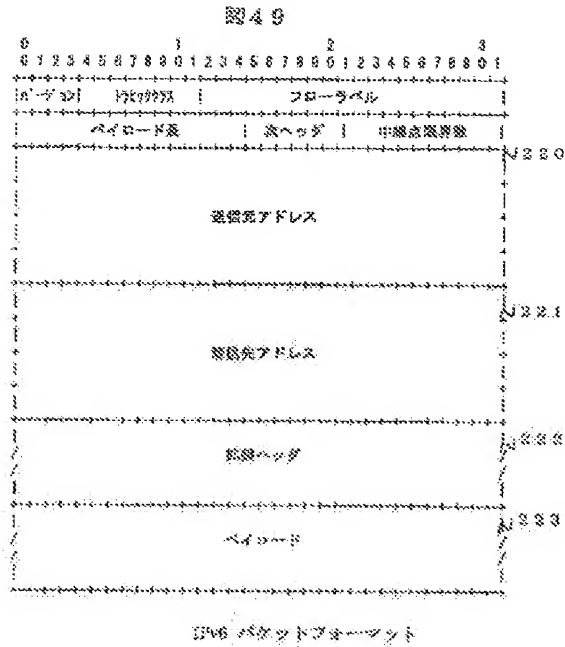 図49
0 1 2 3
0 1 2 3 4 5 6 7 8 9 0 1 2 3 4 5 6 7 8 9 0 1 2 3 4 5 6 7 8 9 0 1
バージョン トラヒッククラス フローラベル
ペイロード長 次ヘッダ 中継点限界数
220
送信元アドレス
221
着信先アドレス
222
拡張ヘッダ
223
ペイロード
IPv6 パケットフォーマット